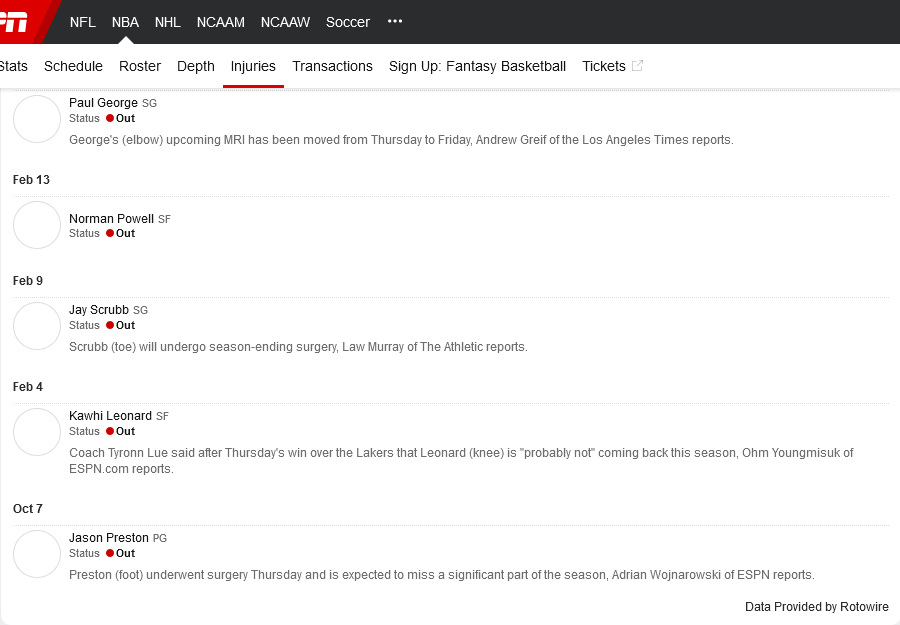 NFL NBA NHL NCAAM NCAAW Soccer •••
Stats Schedule Roster Depth Injuries Transactions Sign Up: Fantasy Basketball Tickets
Paul George SG
Status Out
George's (elbow) upcoming MRI has been moved from Thursday to Friday, Andrew Greif of the Los Angeles Times reports.
Feb 13
Norman Powell SF
Status Out
Feb 9
Jay Scrubb SG
Status Out
Scrubb (toe) will undergo season-ending surgery, Law Murray of The Athletic reports.
Feb 4
Kawhi Leonard SF
Status Out
Coach Tyronn Lue said after Thursday's win over the Lakers that Leonard (knee) is "probably not" coming back this season, Ohm Youngmisuk of
ESPN.com reports.
Oct 7
Jason Preston PG
Status Out
Preston (foot) underwent surgery Thursday and is expected to miss a significant part of the season, Adrian Wojnarowski of ESPN reports.
Data Provided by Rotowire